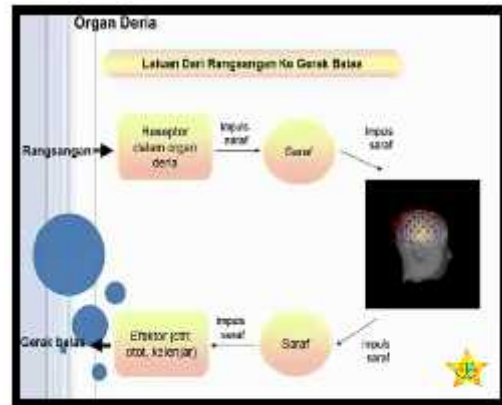 Organ Deria
Laluan Dari Rangsangan Ke Gerak Balas
Rangsangan
Reseptor
dalam organ
deria
Impuls
saraf
Saraf
Impuls
saraf
Gerak balas
Efektor (cth:
otot, kelenjar)
Impuls
saraf
Saraf
Impuls
saraf